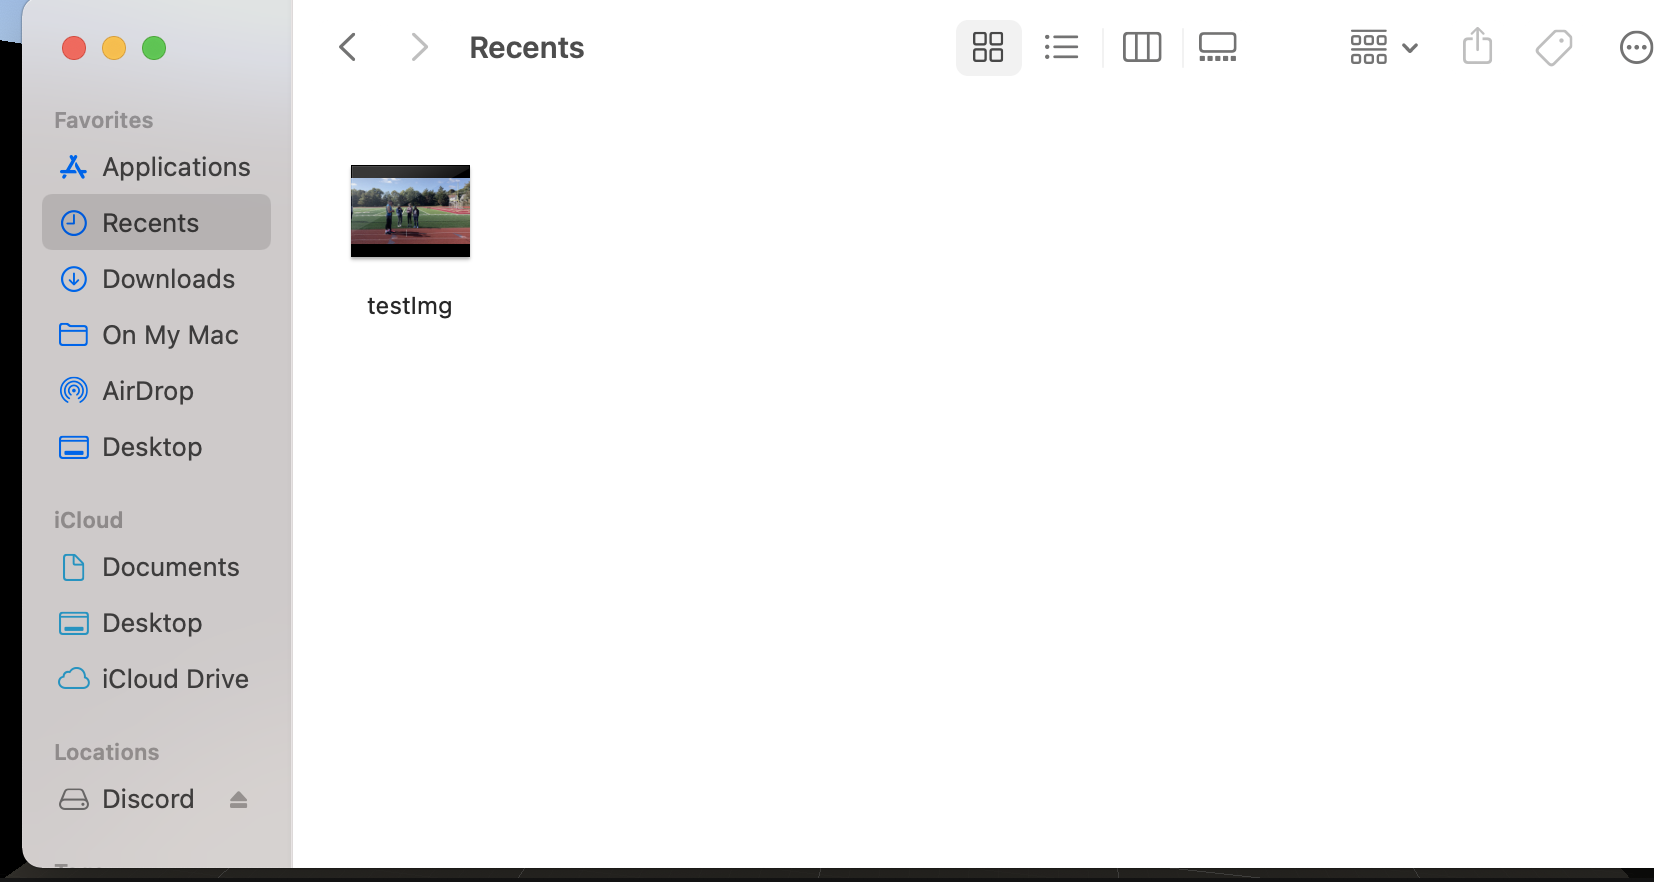 Recents
Favorites
Applications
Recents
Downloads
On My Mac
AirDrop
Desktop
iCloud
Documents
Desktop
iCloud Drive
Locations
Discord
testImg